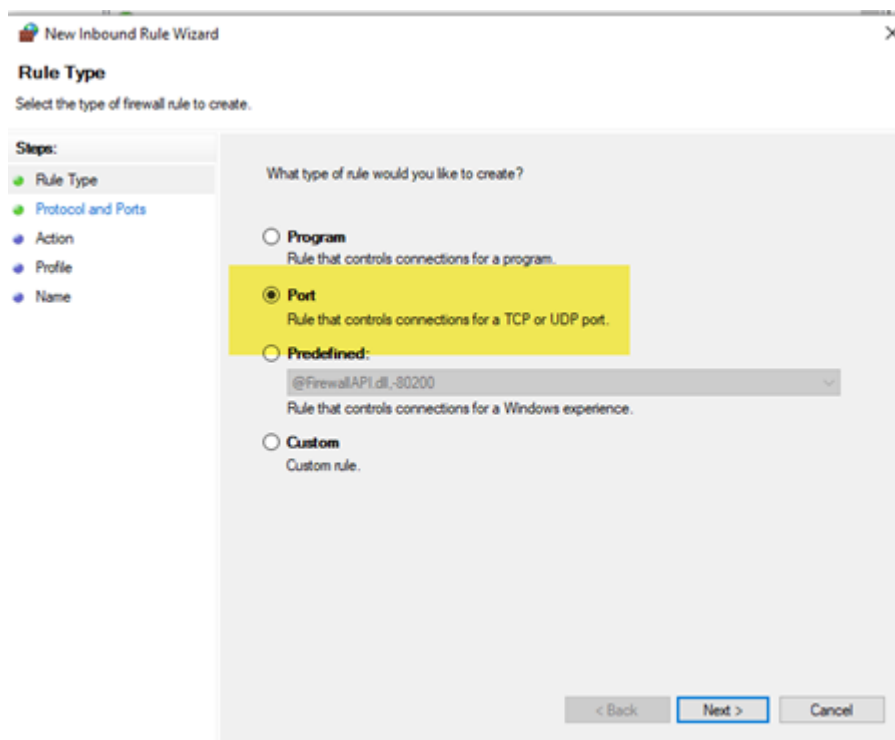 New Inbound Rule Wizard
Rule Type
Select the type of firewall rule to create.
Steps:
Rule Type
Protocol and Ports
Action
Profile
Name
What type of rule would you like to create?
Program
Rule that controls connections for a program.
Port
Rule that controls connections for a TCP or UDP port.
Predefined:
@FirewallAPI.dll,-80200
Rule that controls connections for a Windows experience.
Custom
Custom rule.
< Back
Next >
Cancel